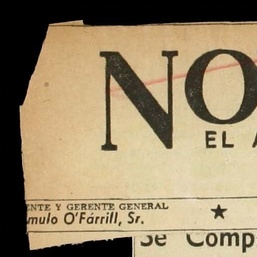 NO
EL A
ENTE Y GERENTE GENERAL
mulo O'Fárrill, Sr.
Se Comp